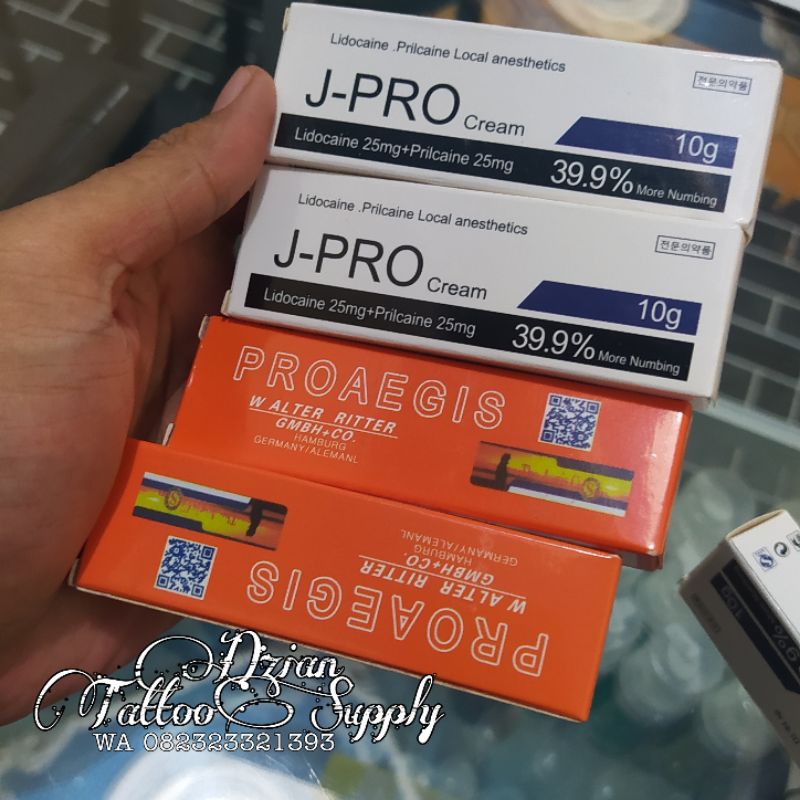 Lidocaine .Prilcaine Local anesthetics
전문의약품
J-PRO Cream
10g
Lidocaine 25mg+Prilcaine 25mg
39.9% More Numbing
Lidocaine .Prilcaine Local anesthetics
전문의약품
J-PRO Cream
10g
Lidocaine 25mg+Prilcaine 25mg
39.9% More Numbing
PROAEGIS
W ALTER RITTER
GMBH+CO.
HAMBURG
GERMANY/ALEMANL
PROAEGIS
W ALTER RITTER
GMBH+CO.
HAMBURG
GERMANY/ALEMANL
10g
Dzian
Tattoo Supply
WA 082323321393